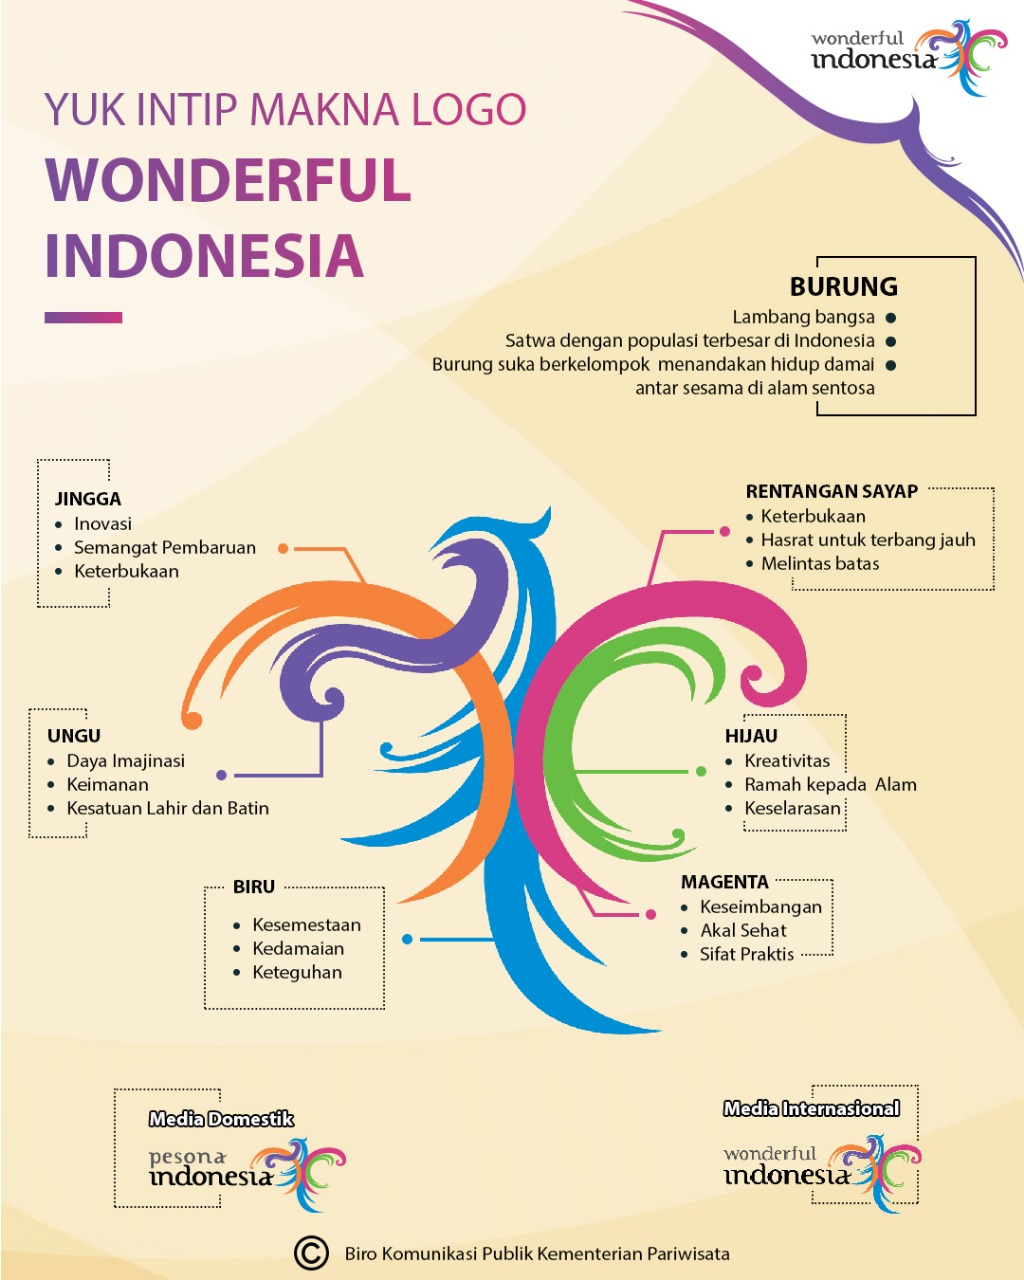 wonderful
indonesia
YUK INTIP MAKNA LOGO
WONDERFUL
INDONESIA
BURUNG
Lambang bangsa •
Satwa dengan populasi terbesar di Indonesia •
Burung suka berkelompok menandakan hidup damai •
antar sesama di alam sentosa
JINGGA
• Inovasi
• Semangat Pembaruan
• Keterbukaan
RENTANGAN SAYAP
• Keterbukaan
• Hasrat untuk terbang jauh
• Melintas batas
UNGU
• Daya Imajinasi
• Keimanan
• Kesatuan Lahir dan Batin
HIJAU
• Kreativitas
• Ramah kepada Alam
• Keselarasan
BIRU
• Kesemestaan
• Kedamaian
• Keteguhan
MAGENTA
• Keseimbangan
• Akal Sehat
• Sifat Praktis
Media Domestik
pesona
indonesia
Media Internasional
wonderful
indonesia
© Biro Komunikasi Publik Kementerian Pariwisata